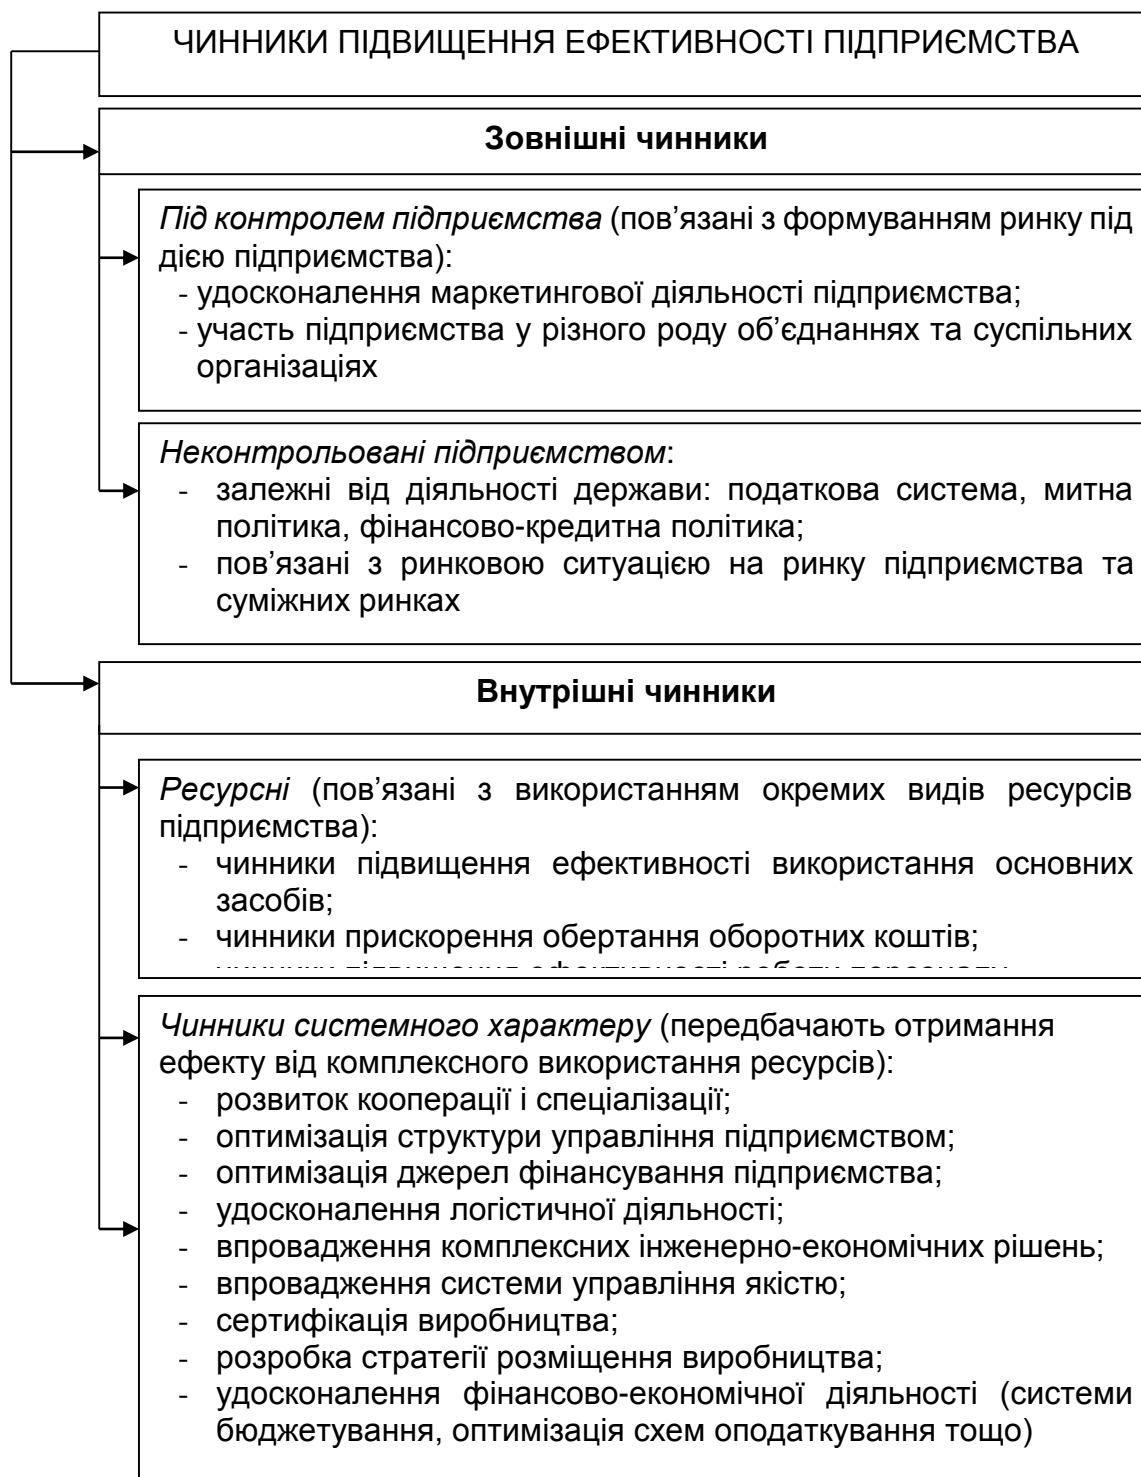 ЧИННИКИ ПІДВИЩЕННЯ ЕФЕКТИВНОСТІ ПІДПРИЄМСТВА
Зовнішні чинники
Під контролем підприємства (пов’язані з формуванням ринку під
дією підприємства):
- удосконалення маркетингової діяльності підприємства;
- участь підприємства у різного роду об’єднаннях та суспільних
організаціях
Неконтрольовані підприємством:
- залежні від діяльності держави: податкова система, митна
політика, фінансово-кредитна політика;
- пов’язані з ринковою ситуацією на ринку підприємства та
суміжних ринках
Внутрішні чинники
Ресурсні (пов’язані з використанням окремих видів ресурсів
підприємства):
- чинники підвищення ефективності використання основних
засобів;
- чинники прискорення обертання оборотних коштів;
- чинники підвищення ефективності роботи персоналу
Чинники системного характеру (передбачають отримання
ефекту від комплексного використання ресурсів):
- розвиток кооперації і спеціалізації;
- оптимізація структури управління підприємством;
- оптимізація джерел фінансування підприємства;
- удосконалення логістичної діяльності;
- впровадження комплексних інженерно-економічних рішень;
- впровадження системи управління якістю;
- сертифікація виробництва;
- розробка стратегії розміщення виробництва;
- удосконалення фінансово-економічної діяльності (системи
бюджетування, оптимізація схем оподаткування тощо)